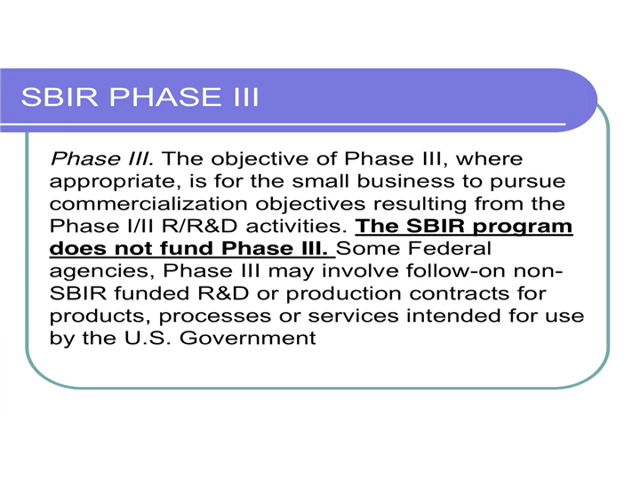 SBIR PHASE III
Phase III. The objective of Phase III, where
appropriate, is for the small business to pursue
commercialization objectives resulting from the
Phase I/II R/R&D activities. The SBIR program
does not fund Phase III. Some Federal
agencies, Phase III may involve follow-on non-
SBIR funded R&D or production contracts for
products, processes or services intended for use
by the U.S. Government